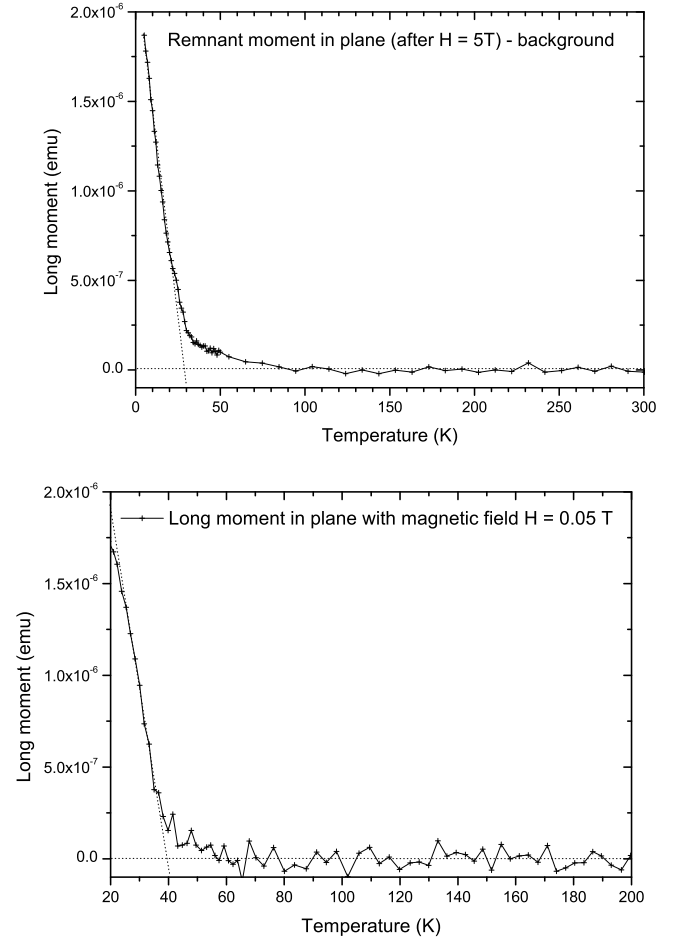 Remnant moment in plane (after H = 5T) - background
2.0x10⁻⁶
1.5x10⁻⁶
1.0x10⁻⁶
5.0x10⁻⁷
0.0
Long moment (emu)
0 50 100 150 200 250 300
Temperature (K)
Long moment in plane with magnetic field H = 0.05 T
2.0x10⁻⁶
1.5x10⁻⁶
1.0x10⁻⁶
5.0x10⁻⁷
0.0
Long moment (emu)
20 40 60 80 100 120 140 160 180 200
Temperature (K)